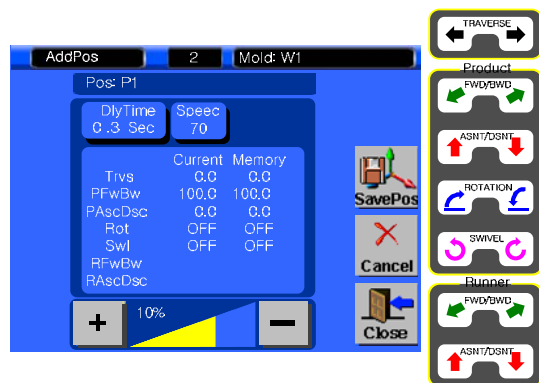 TRAVERSE
AddPos 2 Mold: W1
Pos: P1
DlyTime Speec
0.3 Sec 70
Current Memory
Trvs 0.0 0.0
PFwBw 100.0 100.0
PAscDsc 0.0 0.0
Rot OFF OFF
Swl OFF OFF
RFwBw
RAscDsc
+ 10% −
SavePos
Cancel
Close
Product
FWD/BWD
ASNT/DSNT
ROTATION
SWIVEL
Runner
FWD/BWD
ASNT/DSNT